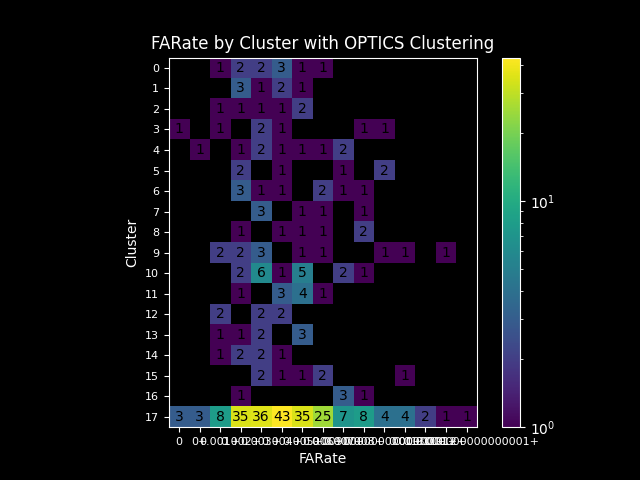 FARate by Cluster with OPTICS Clustering
0 1 2 2 3 1 1
1 3 1 2 1
2 1 1 1 1 2
3 1 1 2 1 1 1
4 1 1 2 1 1 1 2
5 2 1 1 2
6 3 1 1 2 1 1
7 3 1 1 1
8 1 1 1 1 2
9 2 2 3 1 1 1 1 1
10 2 6 1 5 2 1
11 1 3 4 1
12 2 2 2
13 1 1 2 3
14 1 2 2 1
15 2 1 1 2 1
16 1 3 1
17 3 3 8 35 36 43 35 25 7 8 4 4 2 1 1
0
FARate
Cluster
10¹
10⁰